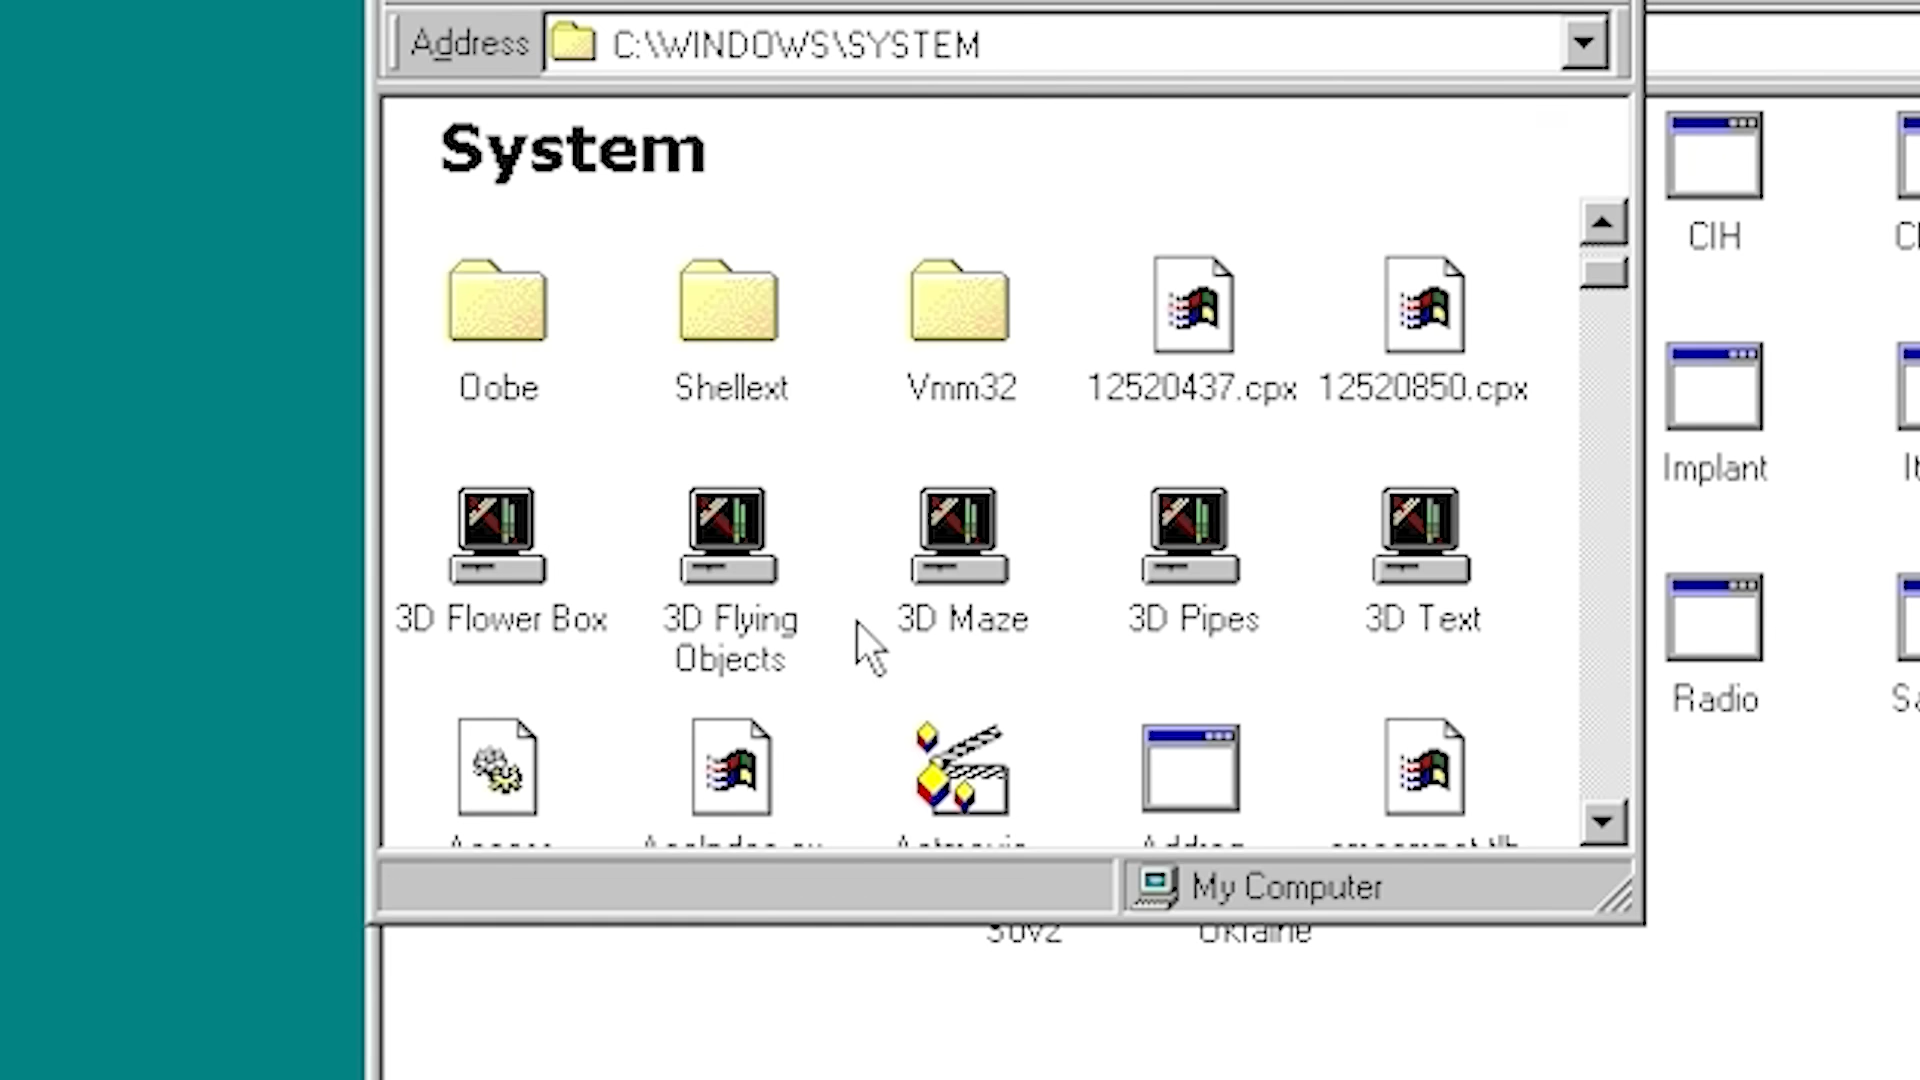 Address C:\WINDOWS\SYSTEM
System
Oobe Shellext Vmm32 12520437.cpx 12520850.cpx
3D Flower Box 3D Flying Objects 3D Maze 3D Pipes 3D Text
My Computer
CIH
Implant
Radio
Ukraine